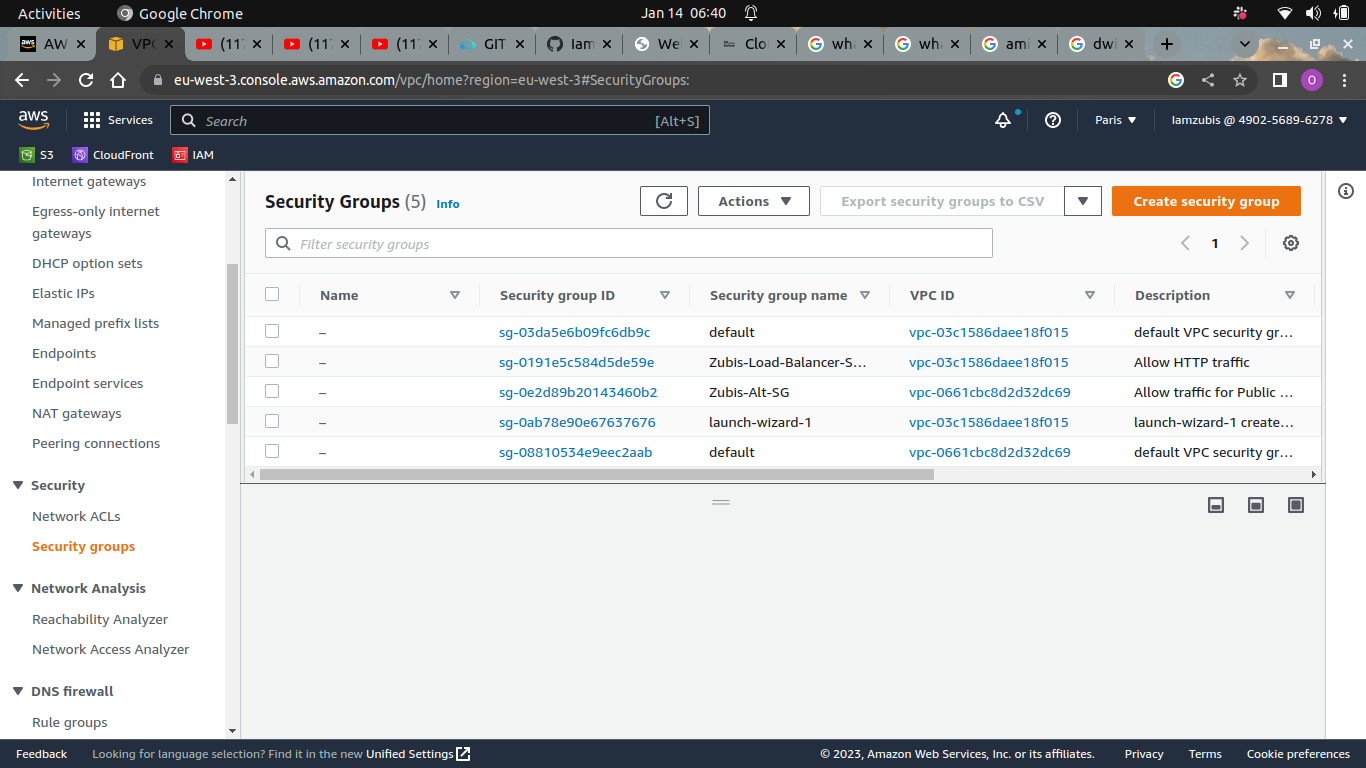 Activities Google Chrome Jan 14 06:40
AW VPC (117 (117 (117 GIT Iam Wel Clo wha wha ami dwi
eu-west-3.console.aws.amazon.com/vpc/home?region=eu-west-3#SecurityGroups: O
aws Services Search [Alt+S] Paris Iamzubis @ 4902-5689-6278
S3 CloudFront IAM
Internet gateways
Egress-only internet
gateways
DHCP option sets
Elastic IPs
Managed prefix lists
Endpoints
Endpoint services
NAT gateways
Peering connections
Security
Network ACLs
Security groups
Network Analysis
Reachability Analyzer
Network Access Analyzer
DNS firewall
Rule groups
Security Groups (5) Info Actions Export security groups to CSV Create security group
Filter security groups 1
Name Security group ID Security group name VPC ID Description
– sg-03da5e6b09fc6db9c default vpc-03c1586daee18f015 default VPC security gr...
– sg-0191e5c584d5de59e Zubis-Load-Balancer-S... vpc-03c1586daee18f015 Allow HTTP traffic
– sg-0e2d89b20143460b2 Zubis-Alt-SG vpc-0661cbc8d2d32dc69 Allow traffic for Public ...
– sg-0ab78e90e67637676 launch-wizard-1 vpc-03c1586daee18f015 launch-wizard-1 create...
– sg-08810534e9eec2aab default vpc-0661cbc8d2d32dc69 default VPC security gr...
Feedback Looking for language selection? Find it in the new Unified Settings © 2023, Amazon Web Services, Inc. or its affiliates. Privacy Terms Cookie preferences